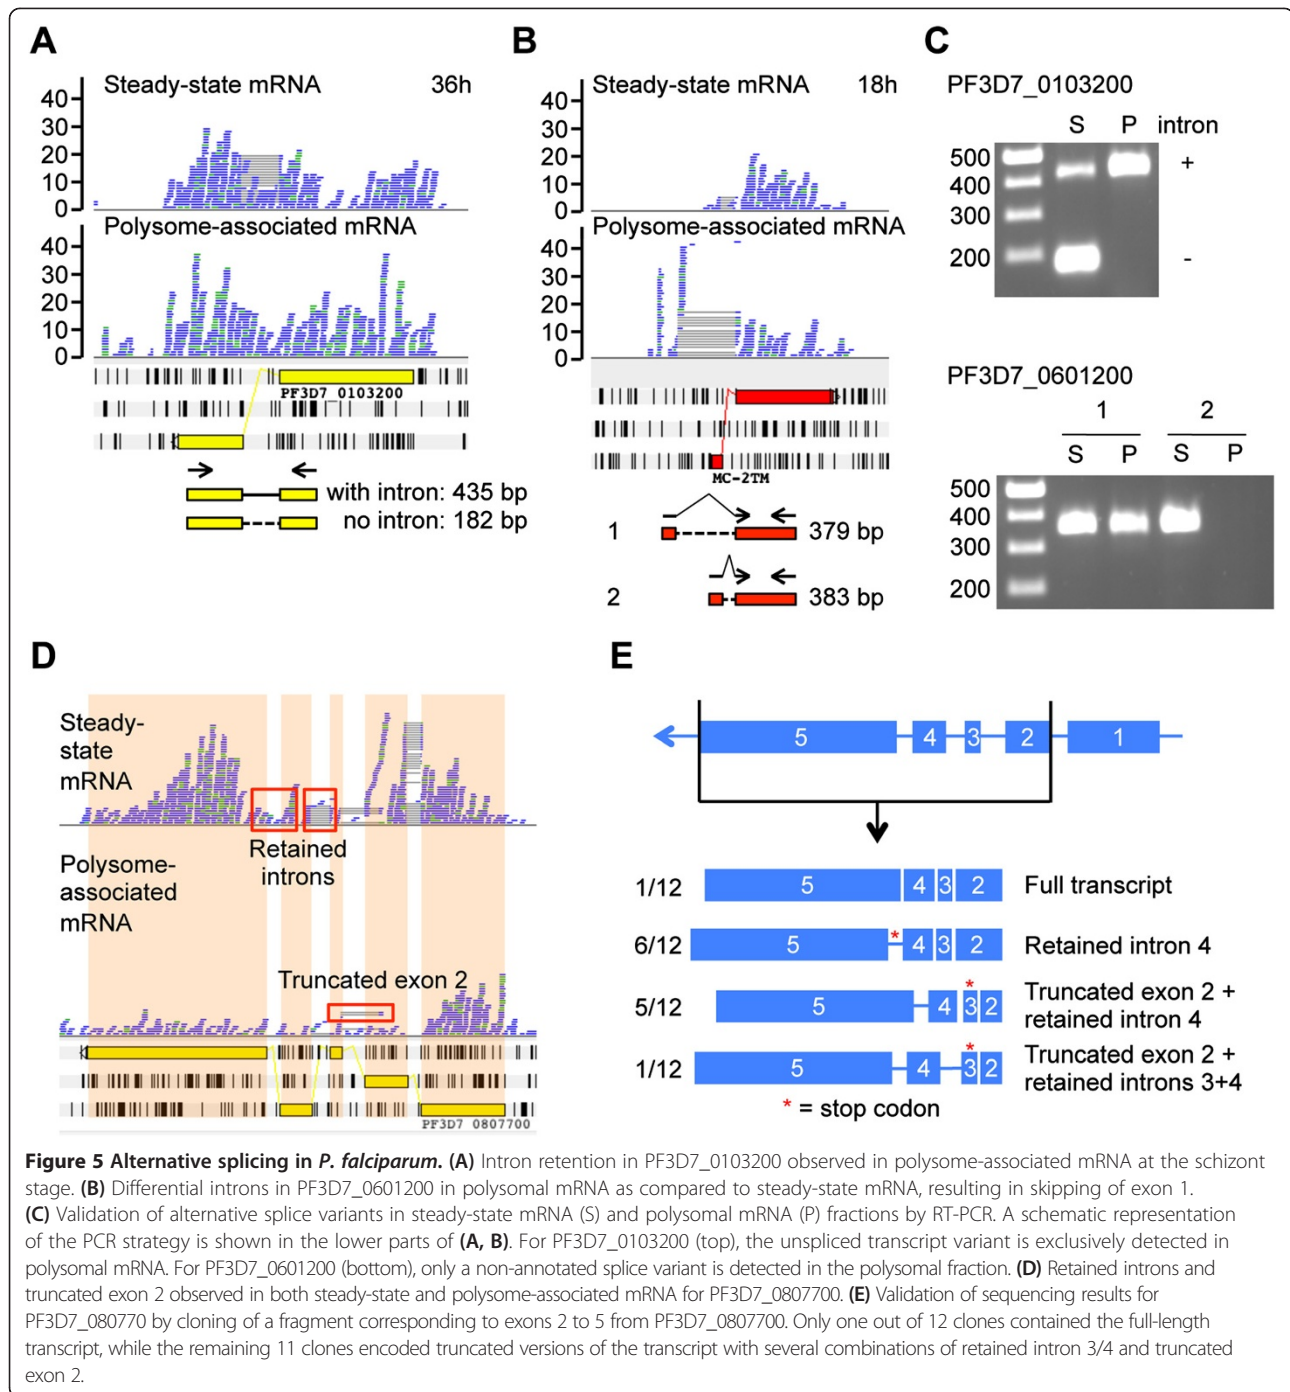 A
Steady-state mRNA 36h
40
30
20
10
0
Polysome-associated mRNA
40
30
20
10
0
PF3D7_0103200
with intron: 435 bp
no intron: 182 bp
B
Steady-state mRNA 18h
40
30
20
10
0
Polysome-associated mRNA
40
30
20
10
0
MC-2TM
1 379 bp
2 383 bp
C
PF3D7_0103200
S P intron
500 +
400
300
200 -
PF3D7_0601200
1 2
S P S P
500
400
300
200
D
Steady-
state
mRNA
Retained
introns
Polysome-
associated
mRNA
Truncated exon 2
PF3D7_0807700
E
5 4 3 2 1
1/12 5 4 3 2 Full transcript
*
6/12 5 4 3 2 Retained intron 4
*
5/12 5 4 3 2 Truncated exon 2 +
retained intron 4
*
1/12 5 4 3 2 Truncated exon 2 +
retained introns 3+4
* = stop codon
Figure 5 Alternative splicing in P. falciparum. (A) Intron retention in PF3D7_0103200 observed in polysome-associated mRNA at the schizont
stage. (B) Differential introns in PF3D7_0601200 in polysomal mRNA as compared to steady-state mRNA, resulting in skipping of exon 1.
(C) Validation of alternative splice variants in steady-state mRNA (S) and polysomal mRNA (P) fractions by RT-PCR. A schematic representation
of the PCR strategy is shown in the lower parts of (A, B). For PF3D7_0103200 (top), the unspliced transcript variant is exclusively detected in
polysomal mRNA. For PF3D7_0601200 (bottom), only a non-annotated splice variant is detected in the polysomal fraction. (D) Retained introns and
truncated exon 2 observed in both steady-state and polysome-associated mRNA for PF3D7_0807700. (E) Validation of sequencing results for
PF3D7_080770 by cloning of a fragment corresponding to exons 2 to 5 from PF3D7_0807700. Only one out of 12 clones contained the full-length
transcript, while the remaining 11 clones encoded truncated versions of the transcript with several combinations of retained intron 3/4 and truncated
exon 2.